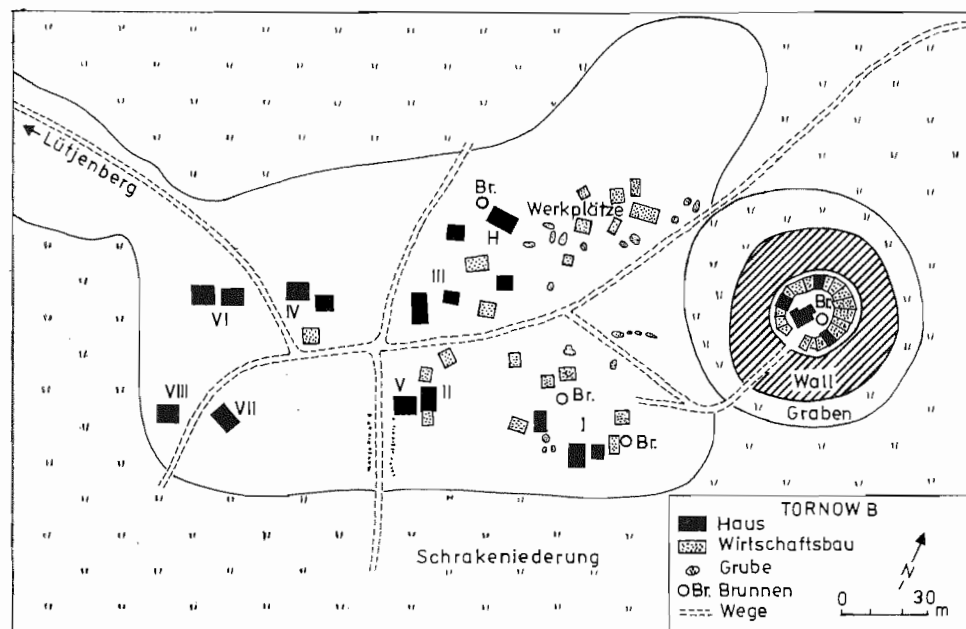 Lütjenberg
Br.
Werkplätze
H
III
VI
IV
Br.
Wall
Graben
VIII
VII
V
II
Br.
I
Br.
Schrakeniederung
TORNOW B
Haus
Wirtschaftsbau
Grube
Br. Brunnen
Wege
N
0 30
m